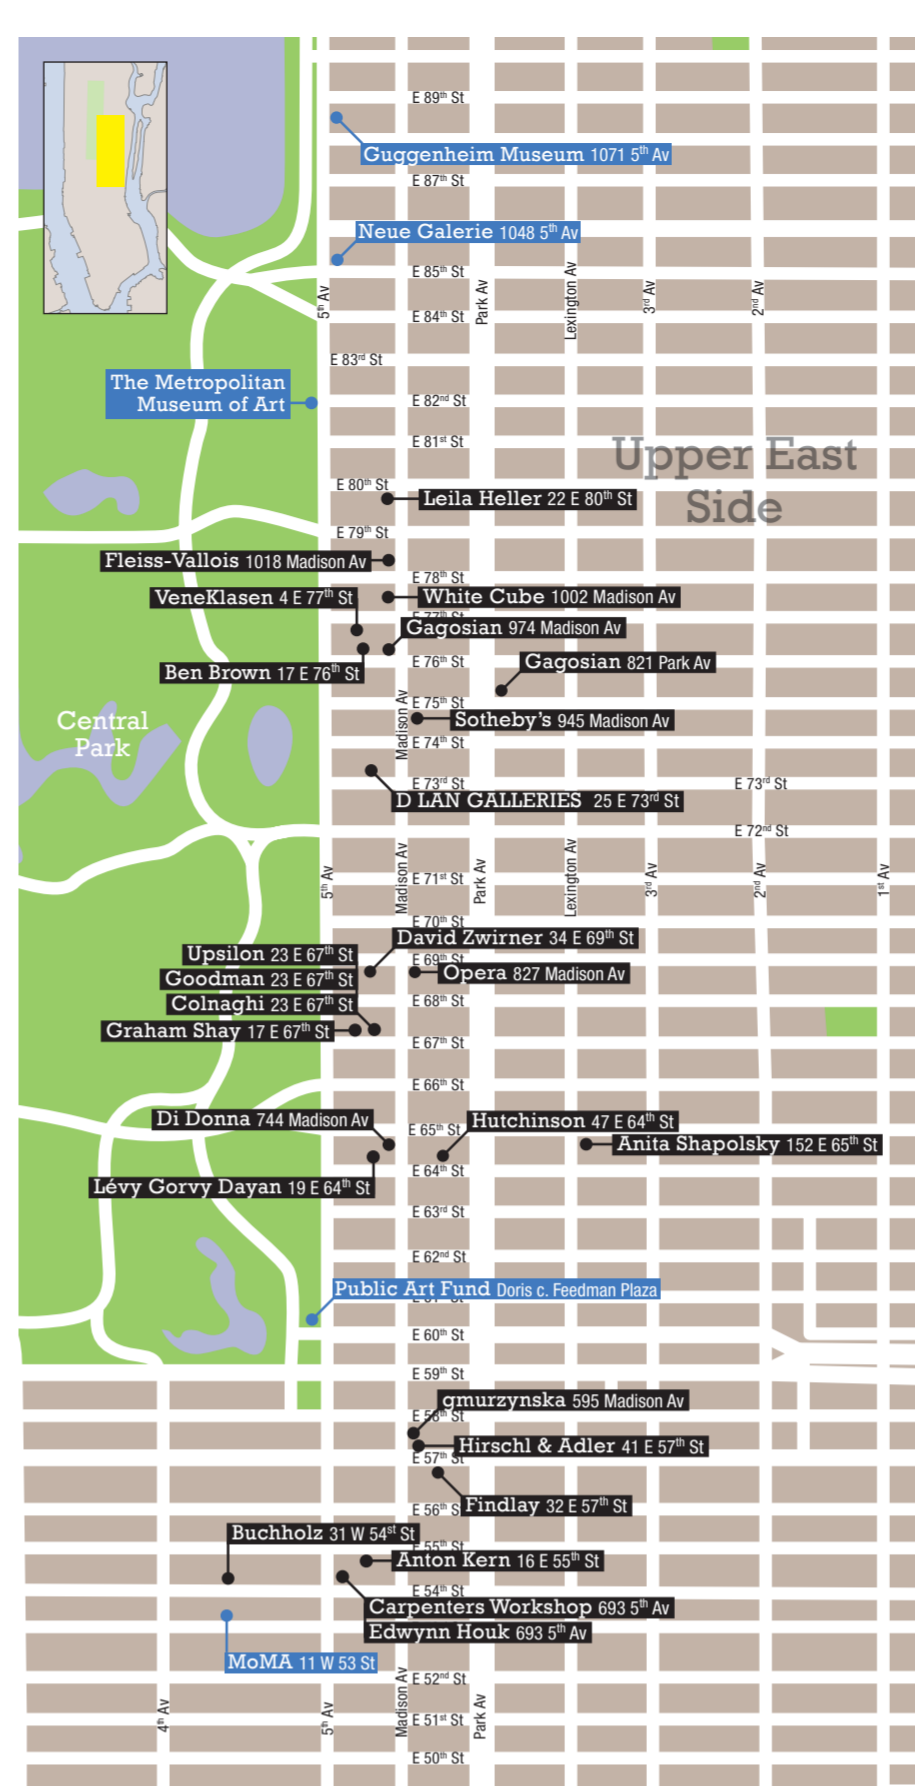 E 89th St
Guggenheim Museum 1071 5th Av
E 87th St
Neue Galerie 1048 5th Av
E 85th St
5th Av
Park Av
Lexington Av
3rd Av
2nd Av
E 84th St
E 83rd St
The Metropolitan
Museum of Art
E 82nd St
E 81st St
Upper East
Side
E 80th St
Leila Heller 22 E 80th St
E 79th St
Fleiss-Vallois 1018 Madison Av
E 78th St
VeneKlasen 4 E 77th St
White Cube 1002 Madison Av
E 77th St
Gagosian 974 Madison Av
E 76th St
Gagosian 821 Park Av
Ben Brown 17 E 76th St
E 75th St
Madison Av
Central
Park
Sotheby's 945 Madison Av
E 74th St
E 73rd St
E 73rd St
D LAN GALLERIES 25 E 73rd St
E 72nd St
5th Av
Madison Av
E 71st St
Park Av
Lexington Av
3rd Av
2nd Av
1st Av
E 70th St
David Zwirner 34 E 69th St
Upsilon 23 E 67th St
E 69th St
Opera 827 Madison Av
Goodman 23 E 67th St
Colnaghi 23 E 67th St
E 68th St
Graham Shay 17 E 67th St
E 67th St
E 66th St
Di Donna 744 Madison Av
Hutchinson 47 E 64th St
E 65th St
Anita Shapolsky 152 E 65th St
E 64th St
Lévy Gorvy Dayan 19 E 64th St
E 63rd St
E 62nd St
Public Art Fund Doris c. Feedman Plaza
E 60th St
E 59th St
gmurzynska 595 Madison Av
E 58th St
Hirschl & Adler 41 E 57th St
E 57th St
Findlay 32 E 57th St
E 56th S
Buchholz 31 W 54st St
E 55th St
Anton Kern 16 E 55th St
E 54th St
Carpenters Workshop 693 5th Av
Edwynn Houk 693 5th Av
MoMA 11 W 53 St
E 52nd St
4th Av
5th Av
Madison Av
E 51st St
Park Av
E 50th St